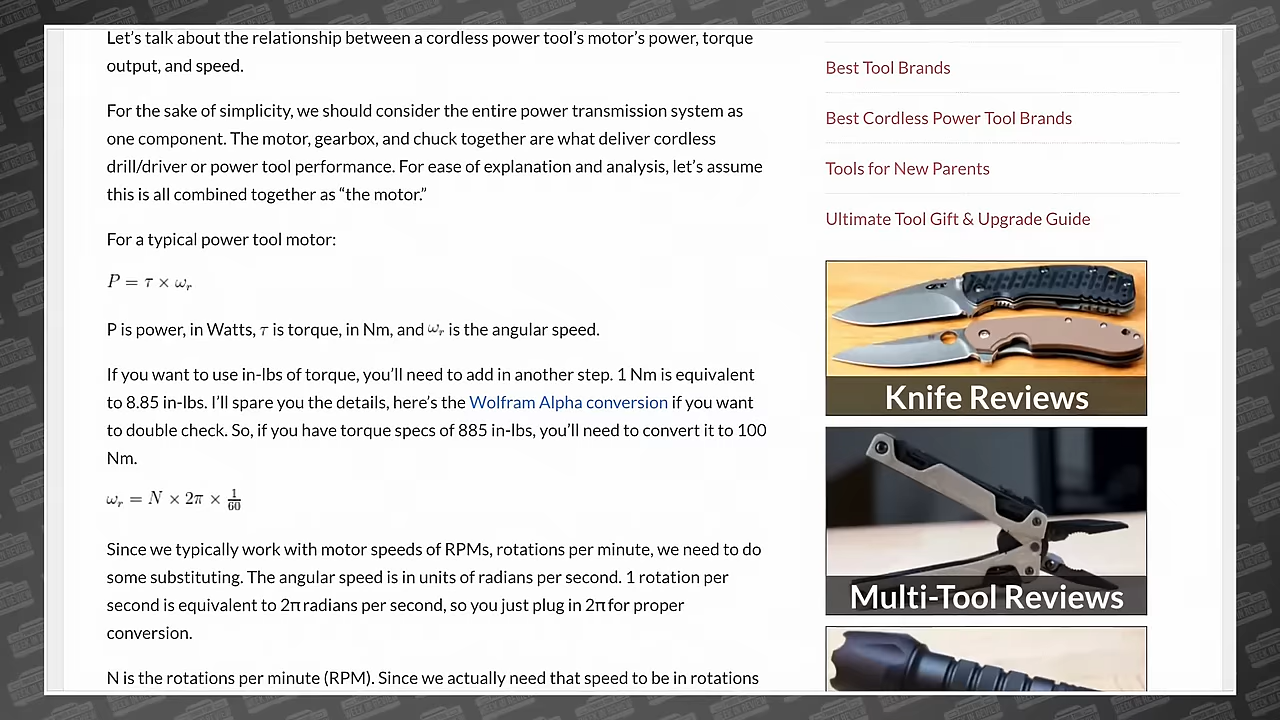 Let’s talk about the relationship between a cordless power tool’s motor’s power, torque
output, and speed.
For the sake of simplicity, we should consider the entire power transmission system as
one component. The motor, gearbox, and chuck together are what deliver cordless
drill/driver or power tool performance. For ease of explanation and analysis, let’s assume
this is all combined together as “the motor.”
For a typical power tool motor:
P = τ × ωᵣ
P is power, in Watts, τ is torque, in Nm, and ωᵣ is the angular speed.
If you want to use in-lbs of torque, you’ll need to add in another step. 1 Nm is equivalent
to 8.85 in-lbs. I’ll spare you the details, here’s the Wolfram Alpha conversion if you want
to double check. So, if you have torque specs of 885 in-lbs, you’ll need to convert it to 100
Nm.
ωᵣ = N × 2π × 1/60
Since we typically work with motor speeds of RPMs, rotations per minute, we need to do
some substituting. The angular speed is in units of radians per second. 1 rotation per
second is equivalent to 2π radians per second, so you just plug in 2π for proper
conversion.
N is the rotations per minute (RPM). Since we actually need that speed to be in rotations
Best Tool Brands
Best Cordless Power Tool Brands
Tools for New Parents
Ultimate Tool Gift & Upgrade Guide
Knife Reviews
Multi-Tool Reviews